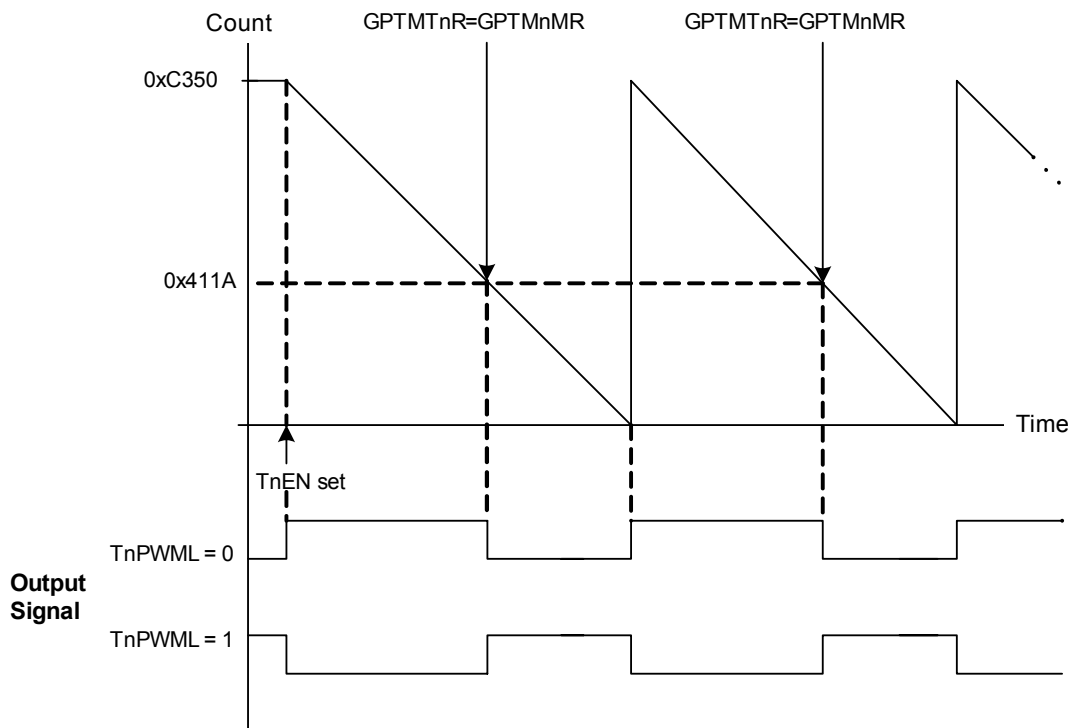 Count
GPTMTnR=GPTMnMR
GPTMTnR=GPTMnMR
0xC350
0x411A
Time
TnEN set
TnPWML = 0
Output
Signal
TnPWML = 1